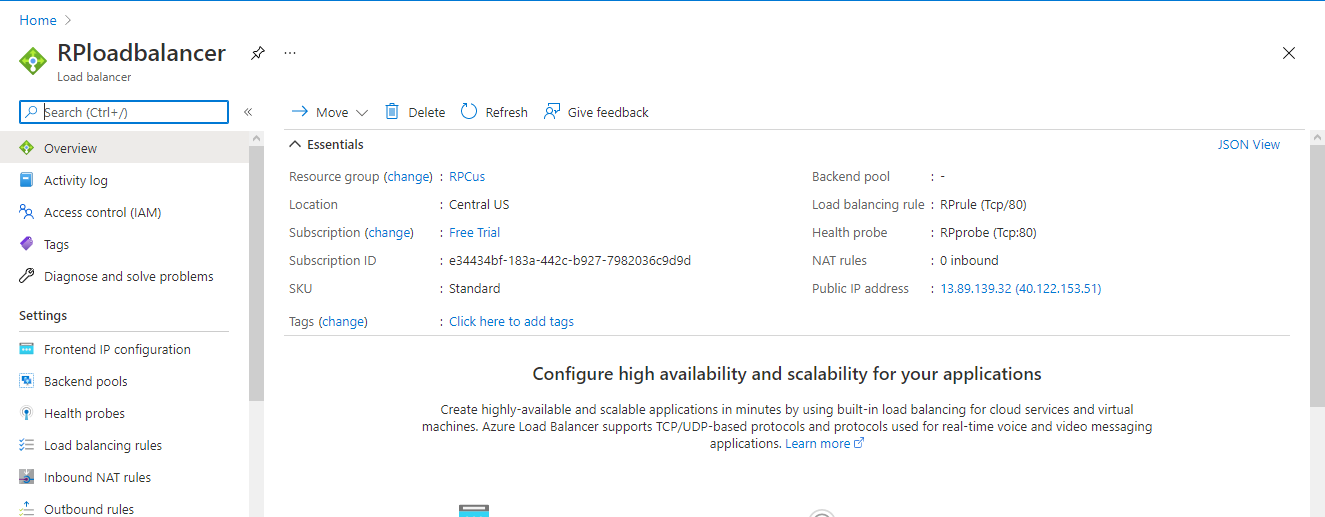 Home >
RPloadbalancer
...
Load balancer
Search (Ctrl+/)
«
Move
Delete
Refresh
Give feedback
Overview
Activity log
Access control (IAM)
Tags
Diagnose and solve problems
Settings
Frontend IP configuration
Backend pools
Health probes
Load balancing rules
Inbound NAT rules
Outbound rules
Essentials
JSON View
Resource group (change) : RPCus
Location : Central US
Subscription (change) : Free Trial
Subscription ID : e34434bf-183a-442c-b927-7982036c9d9d
SKU : Standard
Tags (change) : Click here to add tags
Backend pool : -
Load balancing rule : RPrule (Tcp/80)
Health probe : RPprobe (Tcp:80)
NAT rules : 0 inbound
Public IP address : 13.89.139.32 (40.122.153.51)
Configure high availability and scalability for your applications
Create highly-available and scalable applications in minutes by using built-in load balancing for cloud services and virtual
machines. Azure Load Balancer supports TCP/UDP-based protocols and protocols used for real-time voice and video messaging
applications. Learn more